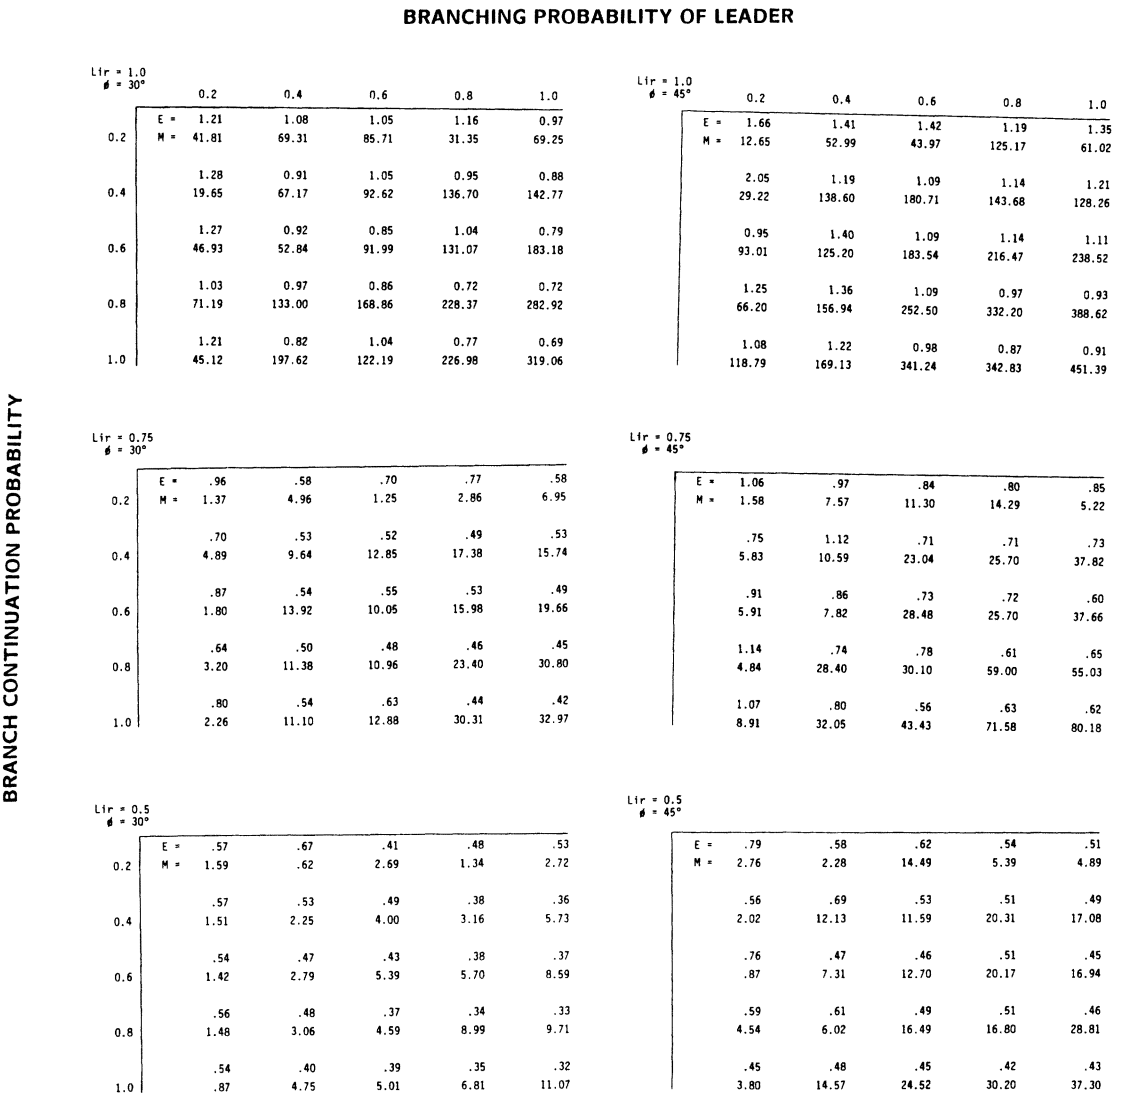 BRANCHING PROBABILITY OF LEADER
BRANCH CONTINUATION PROBABILITY
Lir = 1.0
ø = 30°
0.2 0.4 0.6 0.8 1.0
E = 1.21 1.08 1.05 1.16 0.97
0.2 M = 41.81 69.31 85.71 31.35 69.25
1.28 0.91 1.05 0.95 0.88
0.4 19.65 67.17 92.62 136.70 142.77
1.27 0.92 0.85 1.04 0.79
0.6 46.93 52.84 91.99 131.07 183.18
1.03 0.97 0.86 0.72 0.72
0.8 71.19 133.00 168.86 228.37 282.92
1.21 0.82 1.04 0.77 0.69
1.0 45.12 197.62 122.19 226.98 319.06
Lir = 1.0
ø = 45°
0.2 0.4 0.6 0.8 1.0
E = 1.66 1.41 1.42 1.19 1.35
M = 12.65 52.99 43.97 125.17 61.02
2.05 1.19 1.09 1.14 1.21
29.22 138.60 180.71 143.68 128.26
0.95 1.40 1.09 1.14 1.11
93.01 125.20 183.54 216.47 238.52
1.25 1.36 1.09 0.97 0.93
66.20 156.94 252.50 332.20 388.62
1.08 1.22 0.98 0.87 0.91
118.79 169.13 341.24 342.83 451.39
Lir = 0.75
ø = 30°
E = .96 .58 .70 .77 .58
0.2 M = 1.37 4.96 1.25 2.86 6.95
.70 .53 .52 .49 .53
0.4 4.89 9.64 12.85 17.38 15.74
.87 .54 .55 .53 .49
0.6 1.80 13.92 10.05 15.98 19.66
.64 .50 .48 .46 .45
0.8 3.20 11.38 10.96 23.40 30.80
.80 .54 .63 .44 .42
1.0 2.26 11.10 12.88 30.31 32.97
Lir = 0.75
ø = 45°
E = 1.06 .97 .84 .80 .85
M = 1.58 7.57 11.30 14.29 5.22
.75 1.12 .71 .71 .73
5.83 10.59 23.04 25.70 37.82
.91 .86 .73 .72 .60
5.91 7.82 28.48 25.70 37.66
1.14 .74 .78 .61 .65
4.84 28.40 30.10 59.00 55.03
1.07 .80 .56 .63 .62
8.91 32.05 43.43 71.58 80.18
Lir = 0.5
ø = 30°
E = .57 .67 .41 .48 .53
0.2 M = 1.59 .62 2.69 1.34 2.72
.57 .53 .49 .38 .36
0.4 1.51 2.25 4.00 3.16 5.73
.54 .47 .43 .38 .37
0.6 1.42 2.79 5.39 5.70 8.59
.56 .48 .37 .34 .33
0.8 1.48 3.06 4.59 8.99 9.71
.54 .40 .39 .35 .32
1.0 .87 4.75 5.01 6.81 11.07
Lir = 0.5
ø = 45°
E = .79 .58 .62 .54 .51
M = 2.76 2.28 14.49 5.39 4.89
.56 .69 .53 .51 .49
2.02 12.13 11.59 20.31 17.08
.76 .47 .46 .51 .45
.87 7.31 12.70 20.17 16.94
.59 .61 .49 .51 .46
4.54 6.02 16.49 16.80 28.81
.45 .48 .45 .42 .43
3.80 14.57 24.52 30.20 37.30